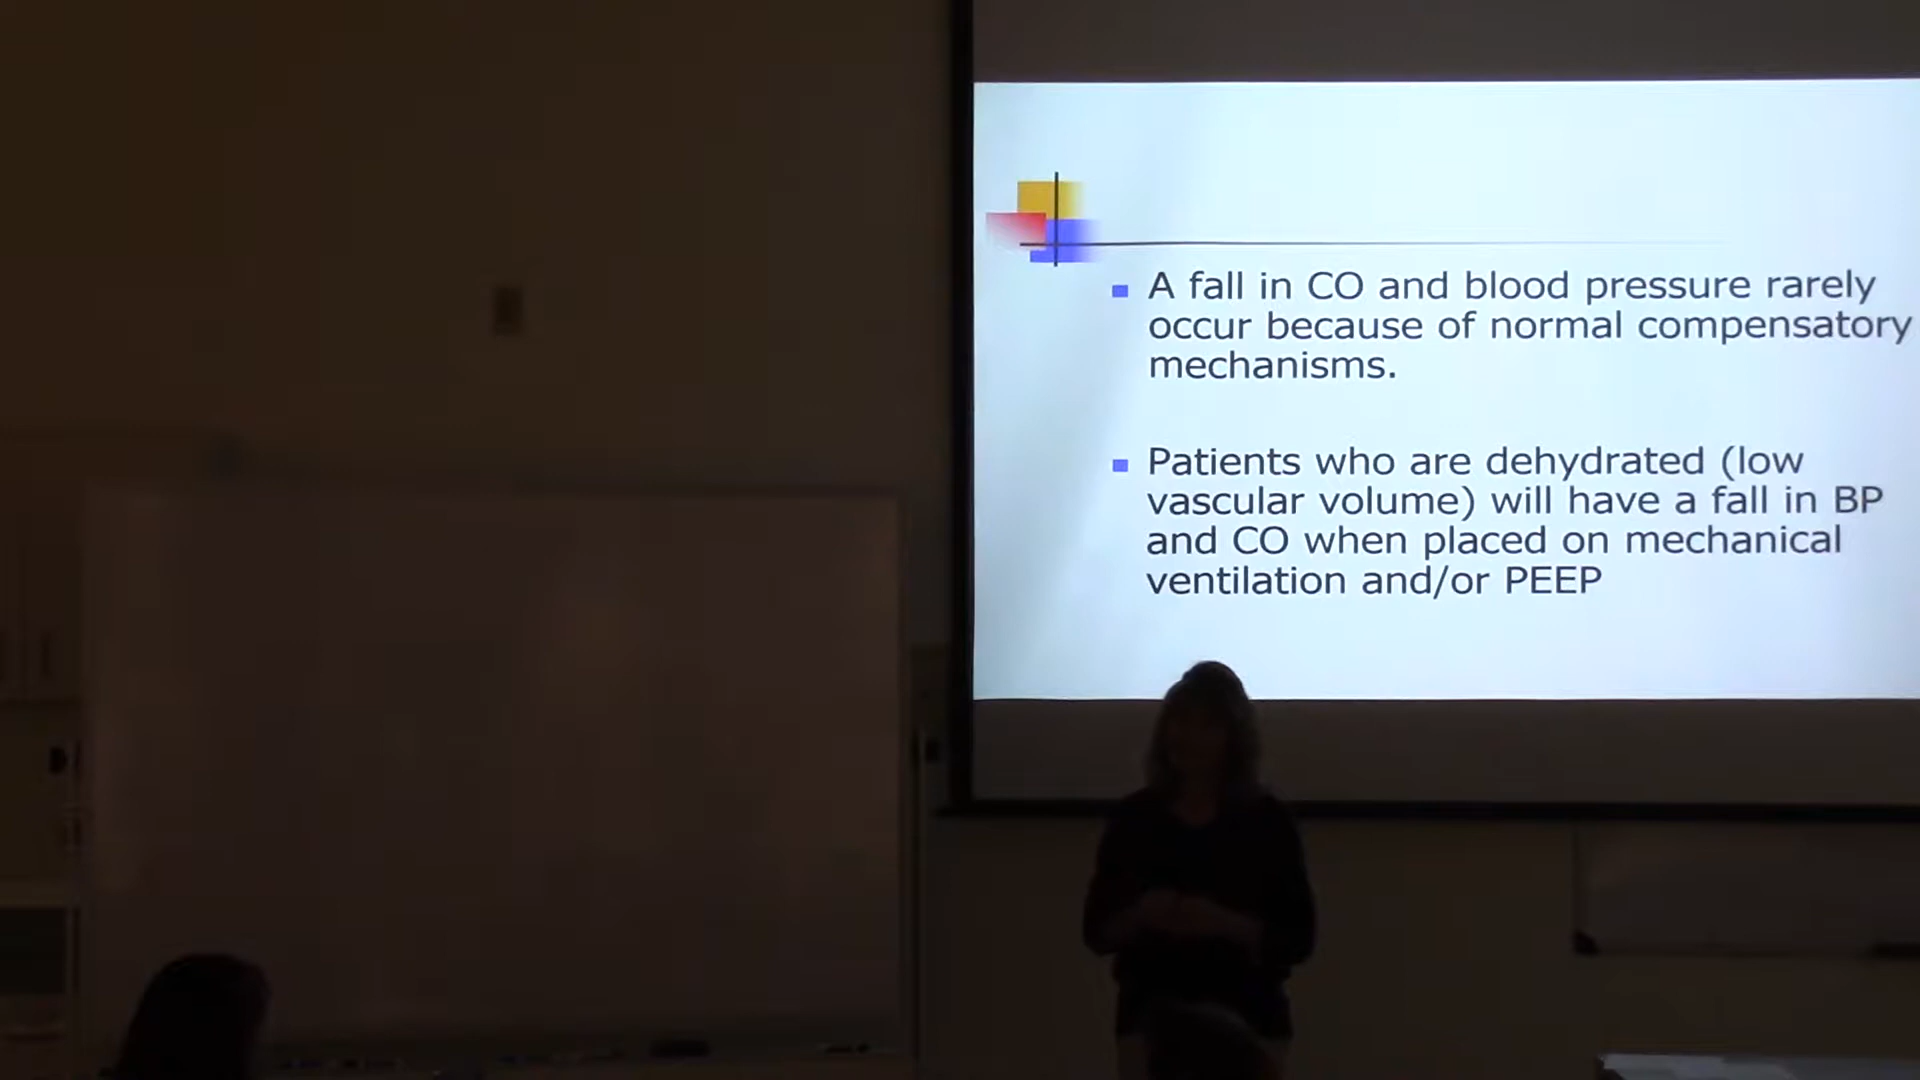 A fall in CO and blood pressure rarely
occur because of normal compensatory
mechanisms.
Patients who are dehydrated (low
vascular volume) will have a fall in BP
and CO when placed on mechanical
ventilation and/or PEEP